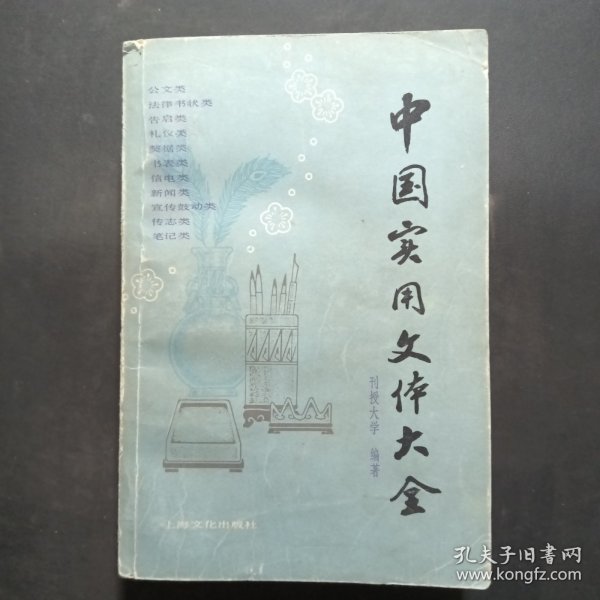 公文类
法律书状类
告启类
礼仪类
契据类
书表类
信电类
新闻类
宣传鼓动类
传志类
笔记类
中国实用文体大全
刊授大学 编著
上海文化出版社
孔夫子旧书网
www.kongfz.com